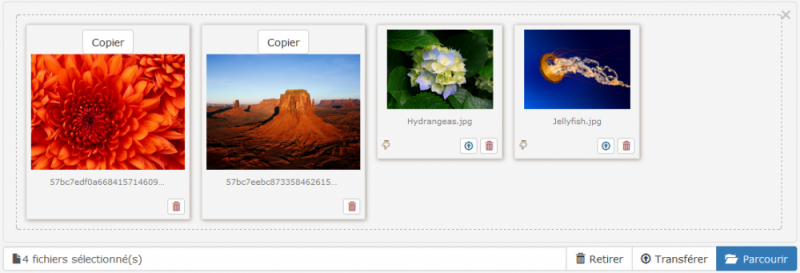 Copier
57bc7edf0a668415714609...
Copier
57bc7eebc873358462615...
Hydrangeas.jpg
Jellyfish.jpg
4 fichiers sélectionné(s)
Retirer
Transférer
Parcourir